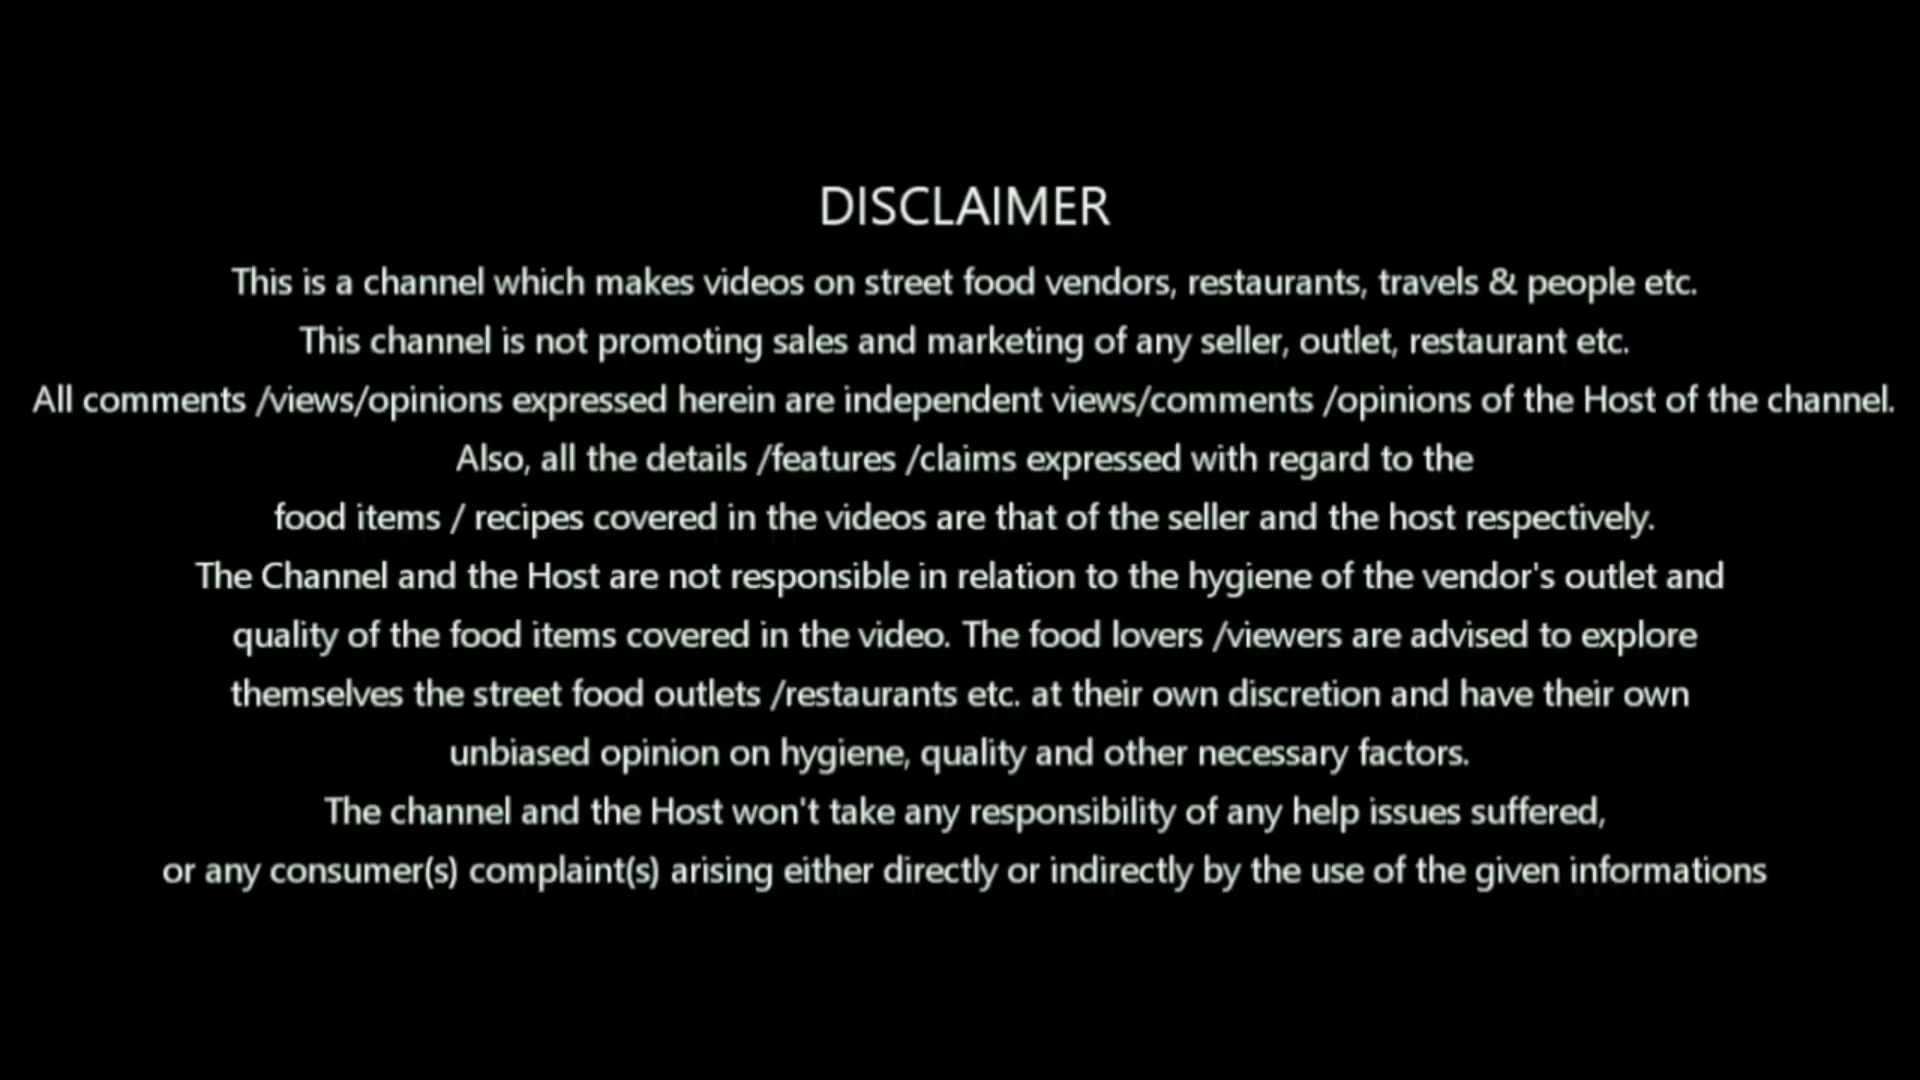 DISCLAIMER
This is a channel which makes videos on street food vendors, restaurants, travels & people etc.
This channel is not promoting sales and marketing of any seller, outlet, restaurant etc.
All comments /views/opinions expressed herein are independent views/comments /opinions of the Host of the channel.
Also, all the details /features /claims expressed with regard to the
food items / recipes covered in the videos are that of the seller and the host respectively.
The Channel and the Host are not responsible in relation to the hygiene of the vendor's outlet and
quality of the food items covered in the video. The food lovers /viewers are advised to explore
themselves the street food outlets /restaurants etc. at their own discretion and have their own
unbiased opinion on hygiene, quality and other necessary factors.
The channel and the Host won't take any responsibility of any help issues suffered,
or any consumer(s) complaint(s) arising either directly or indirectly by the use of the given informations